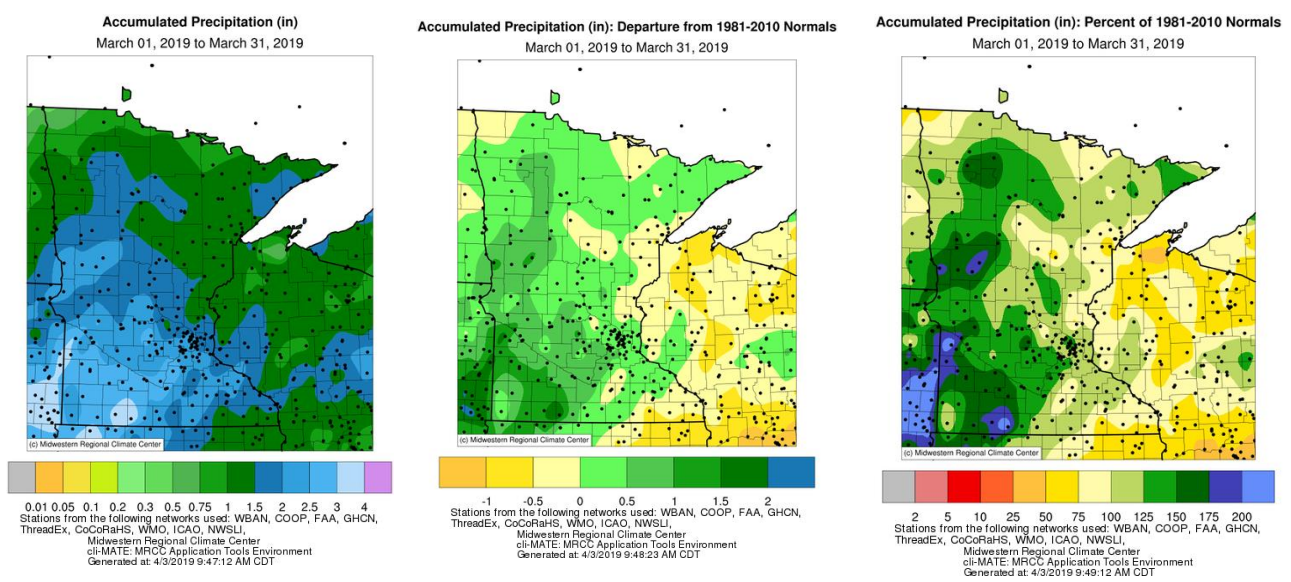 Accumulated Precipitation (in)
March 01, 2019 to March 31, 2019
(c) Midwestern Regional Climate Center
0.01 0.05 0.1 0.2 0.3 0.5 0.75 1 1.5 2 2.5 3 4
Stations from the following networks used: WBAN, COOP, FAA, GHCN,
ThreadEx, CoCoRaHS, WMO, ICAO, NWSLI,
Midwestern Regional Climate Center
cli-MATE: MRCC Application Tools Environment
Generated at: 4/3/2019 9:47:12 AM CDT
Accumulated Precipitation (in): Departure from 1981-2010 Normals
March 01, 2019 to March 31, 2019
(c) Midwestern Regional Climate Center
-1 -0.5 0 0.5 1 1.5 2
Stations from the following networks used: WBAN, COOP, FAA, GHCN,
ThreadEx, CoCoRaHS, WMO, ICAO, NWSLI,
Midwestern Regional Climate Center
cli-MATE: MRCC Application Tools Environment
Generated at: 4/3/2019 9:48:23 AM CDT
Accumulated Precipitation (in): Percent of 1981-2010 Normals
March 01, 2019 to March 31, 2019
(c) Midwestern Regional Climate Center
2 5 10 25 50 75 100 125 150 175 200
Stations from the following networks used: WBAN, COOP, FAA, GHCN,
ThreadEx, CoCoRaHS, WMO, ICAO, NWSLI,
Midwestern Regional Climate Center
cli-MATE: MRCC Application Tools Environment
Generated at: 4/3/2019 9:49:12 AM CDT